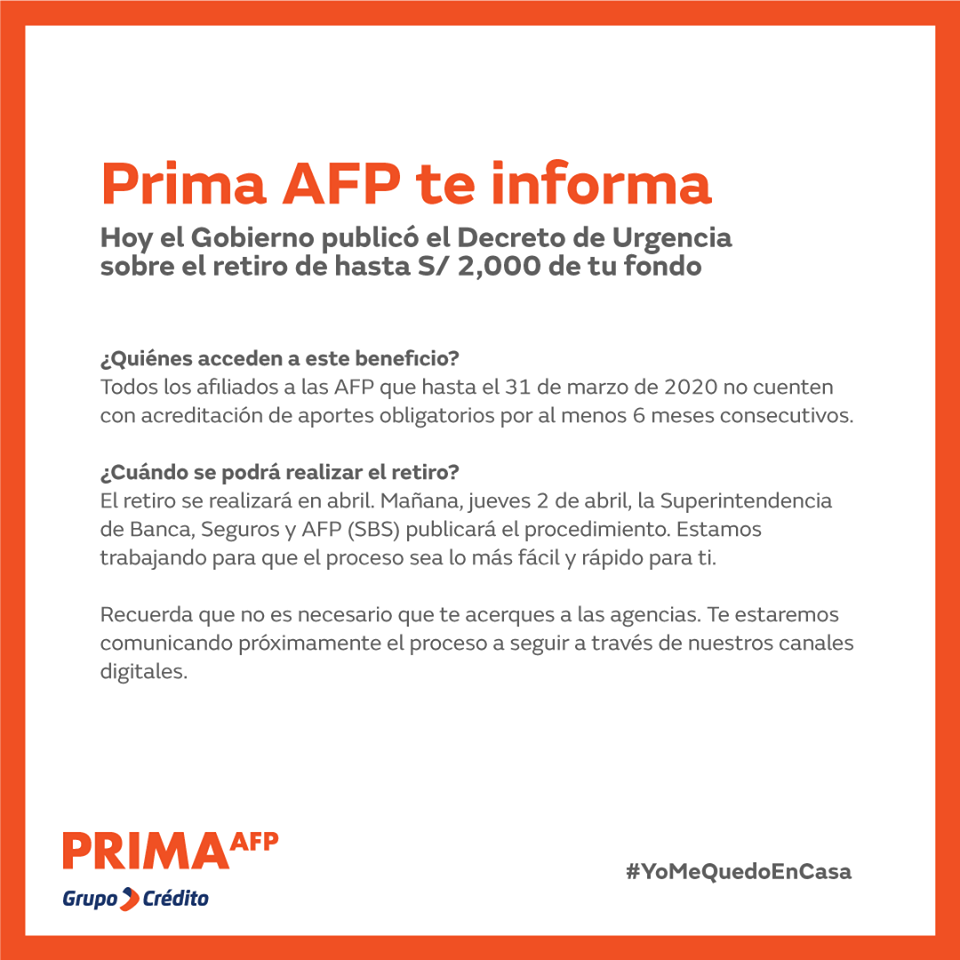 Prima AFP te informa
Hoy el Gobierno publicó el Decreto de Urgencia
sobre el retiro de hasta S/ 2,000 de tu fondo
¿Quiénes acceden a este beneficio?
Todos los afiliados a las AFP que hasta el 31 de marzo de 2020 no cuenten
con acreditación de aportes obligatorios por al menos 6 meses consecutivos.
¿Cuándo se podrá realizar el retiro?
El retiro se realizará en abril. Mañana, jueves 2 de abril, la Superintendencia
de Banca, Seguros y AFP (SBS) publicará el procedimiento. Estamos
trabajando para que el proceso sea lo más fácil y rápido para ti.
Recuerda que no es necesario que te acerques a las agencias. Te estaremos
comunicando próximamente el proceso a seguir a través de nuestros canales
digitales.
PRIMA AFP
Grupo Crédito
#YoMeQuedoEnCasa